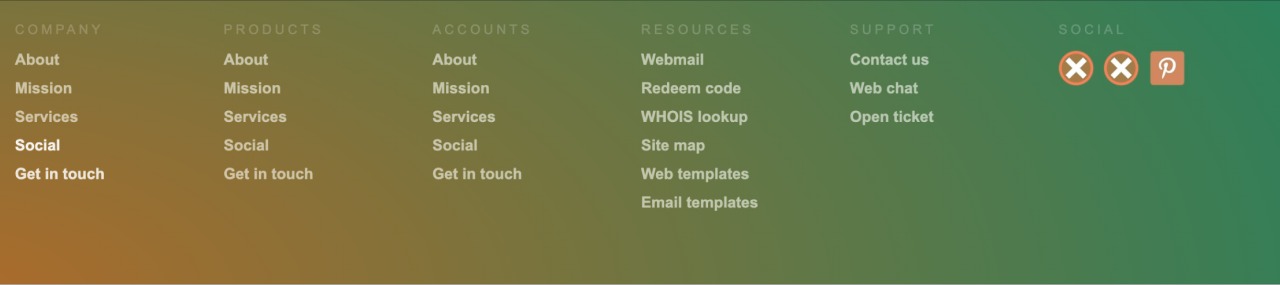 COMPANY
About
Mission
Services
Social
Get in touch
PRODUCTS
About
Mission
Services
Social
Get in touch
ACCOUNTS
About
Mission
Services
Social
Get in touch
RESOURCES
Webmail
Redeem code
WHOIS lookup
Site map
Web templates
Email templates
SUPPORT
Contact us
Web chat
Open ticket
SOCIAL